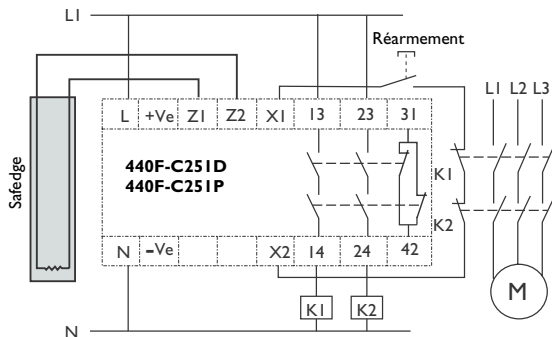 L1
Réarmement
L1 L2 L3
L +Ve Z1 Z2 X1 13 23 31
Safedge
440F-C251D
440F-C251P
K1
K2
N –Ve X2 14 24 42
M
K1 K2
N